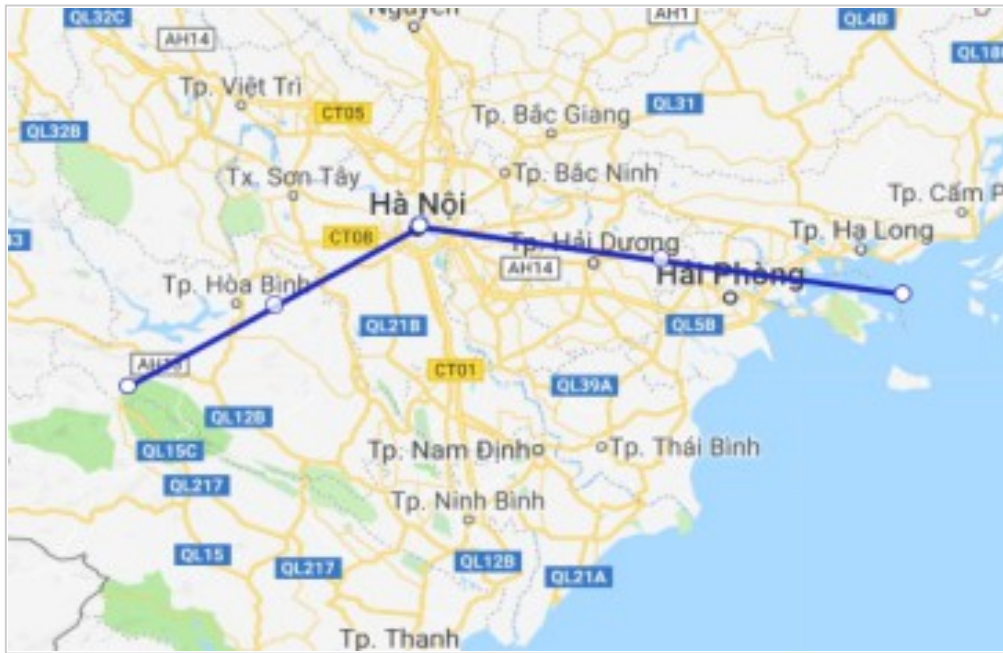 QL32C
AH14
AH1
QL4B
Tp. Việt Trì
CT05
QL31
Tp. Bắc Giang
QL32B
Tx. Sơn Tây
Tp. Bắc Ninh
Hà Nội
CT08
Tp. Hải Dương
Tp. Hạ Long
AH14
Hải Phòng
Tp. Hòa Bình
QL21B
QL5B
CT01
QL39A
QL12B
QL15C
Tp. Nam Định
Tp. Thái Bình
QL217
Tp. Ninh Bình
QL15
QL217
QL12B
QL21A
Tp. Thanh